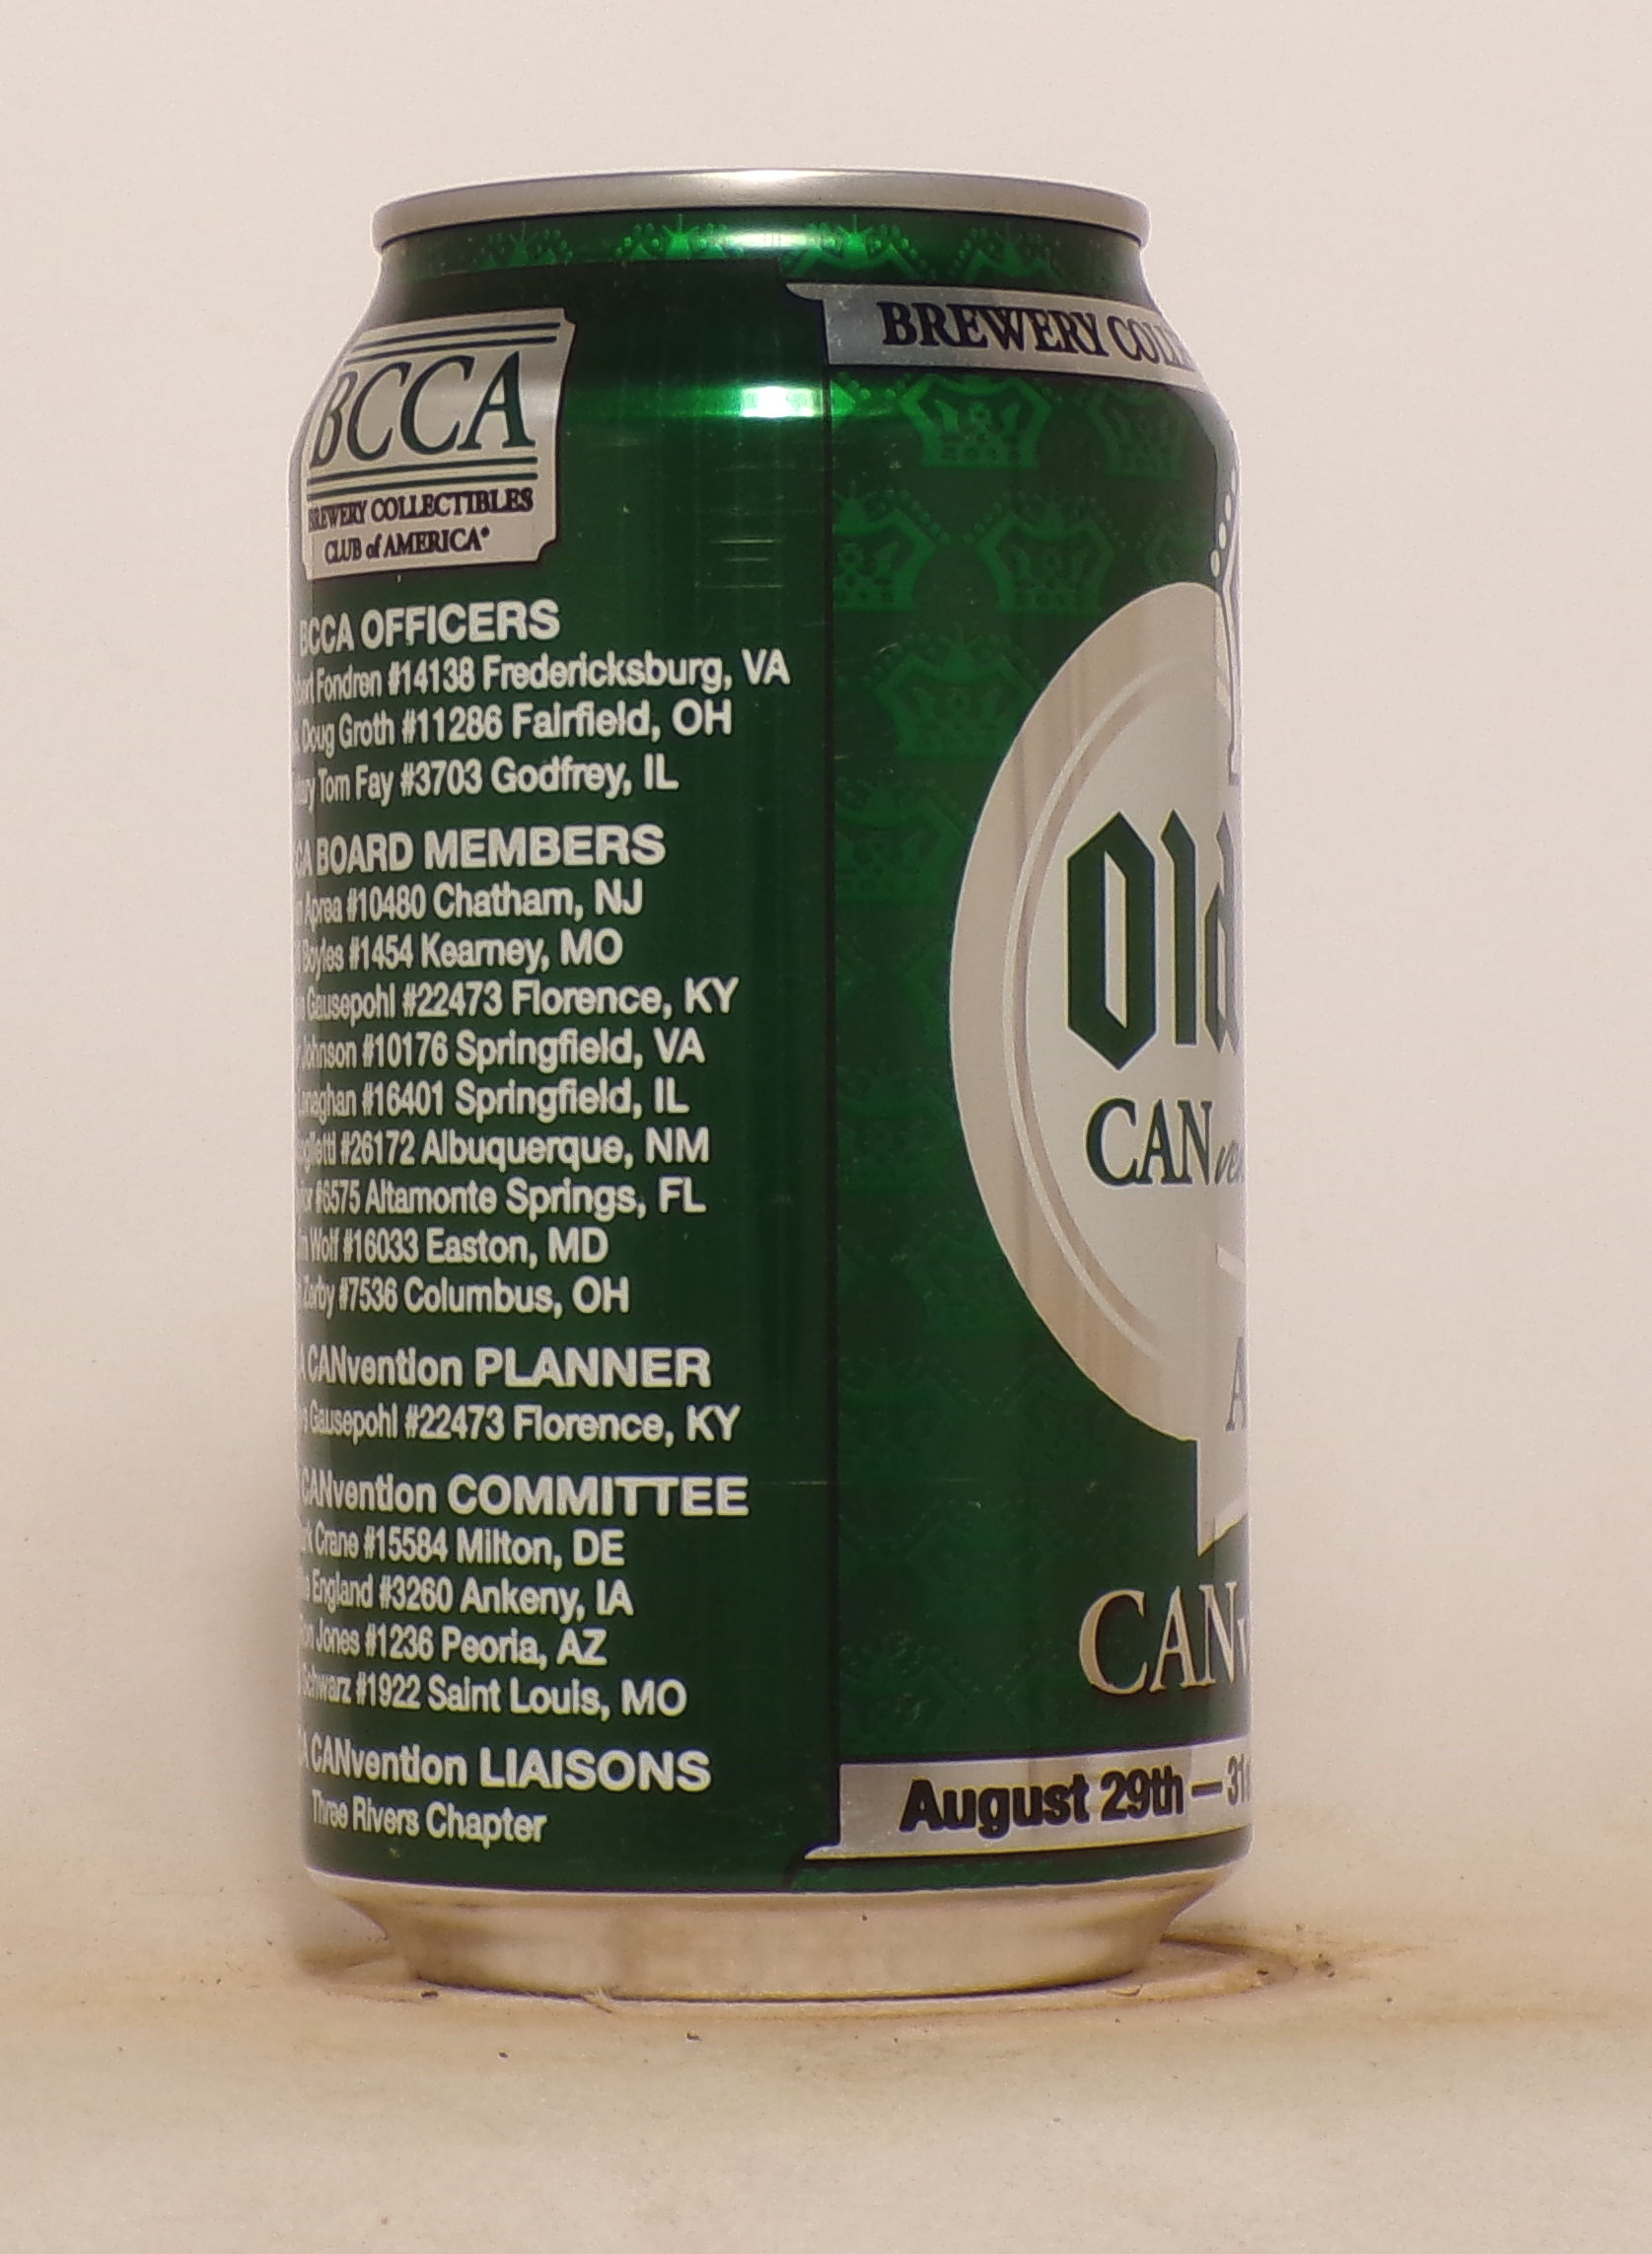 BCCA
BREWERY COLLECTIBLES
CLUB of AMERICA®
BCCA OFFICERS
Fondren #14138 Fredericksburg, VA
Doug Groth #11286 Fairfield, OH
Tom Fay #3703 Godfrey, IL
BOARD MEMBERS
Aprea #10480 Chatham, NJ
Boyles #1454 Kearney, MO
Gausepohl #22473 Florence, KY
Johnson #10176 Springfield, VA
Lenaghan #16401 Springfield, IL
#26172 Albuquerque, NM
#6575 Altamonte Springs, FL
Wolf #16033 Easton, MD
Zerby #7536 Columbus, OH
CANvention PLANNER
Gausepohl #22473 Florence, KY
CANvention COMMITTEE
Crane #15584 Milton, DE
England #3260 Ankeny, IA
Jones #1236 Peoria, AZ
Schwarz #1922 Saint Louis, MO
CANvention LIAISONS
Three Rivers Chapter
BREWERY
Old
CAN
CAN
August 29th — 31